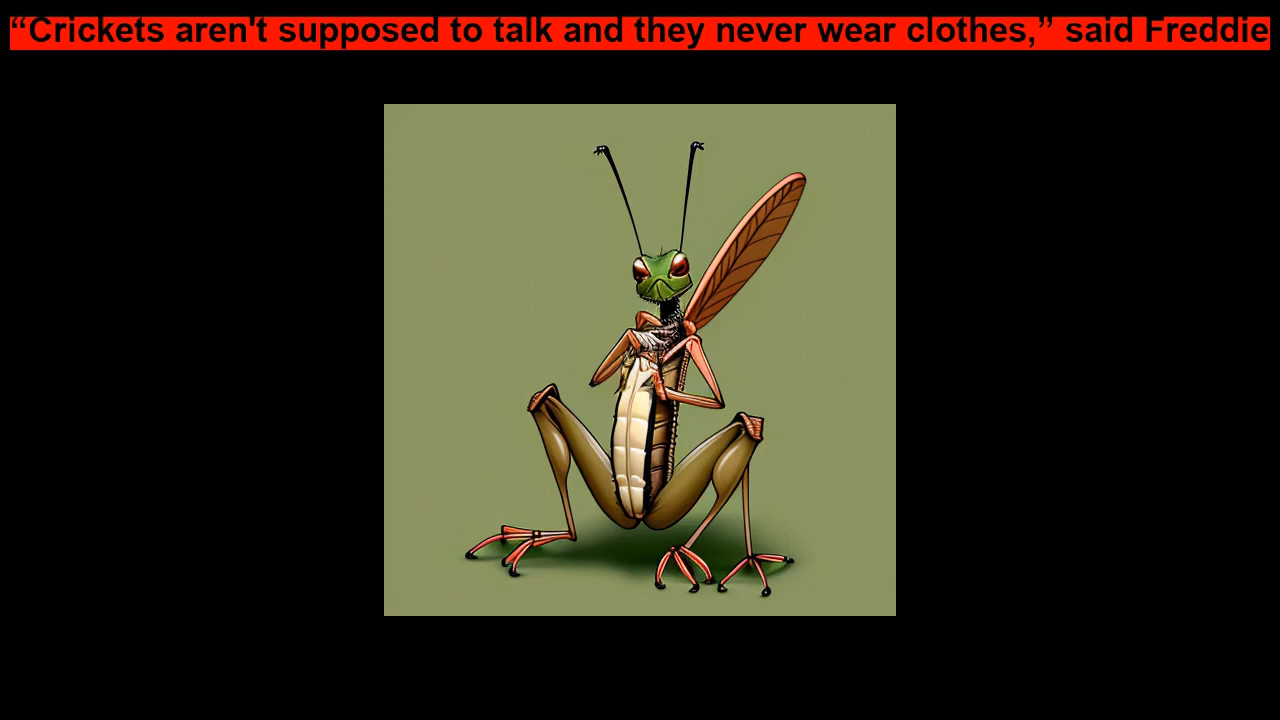 “Crickets aren't supposed to talk and they never wear clothes,” said Freddie